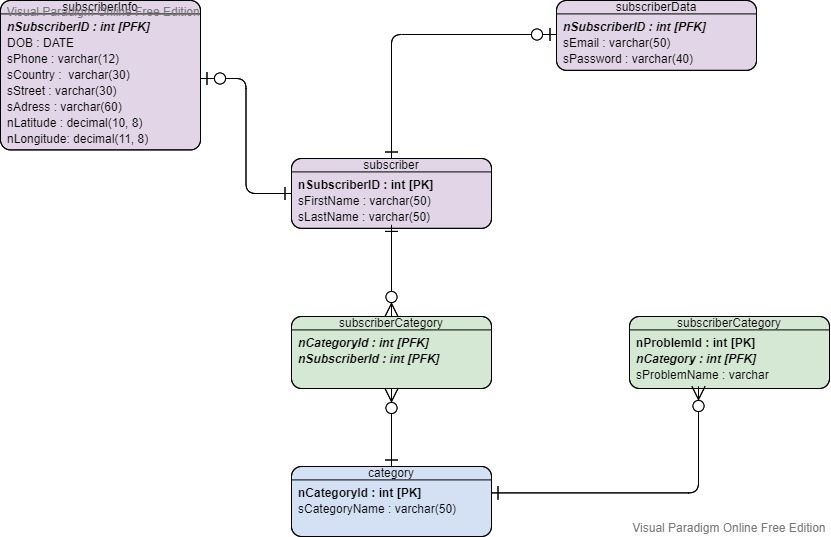 subscriberInfo
Visual Paradigm Online Free Edition
nSubscriberID : int [PFK]
DOB : DATE
sPhone : varchar(12)
sCountry : varchar(30)
sStreet : varchar(30)
sAdress : varchar(60)
nLatitude : decimal(10, 8)
nLongitude: decimal(11, 8)
subscriberData
nSubscriberID : int [PFK]
sEmail : varchar(50)
sPassword : varchar(40)
subscriber
nSubscriberID : int [PK]
sFirstName : varchar(50)
sLastName : varchar(50)
subscriberCategory
nCategoryId : int [PFK]
nSubscriberId : int [PFK]
subscriberCategory
nProblemId : int [PK]
nCategory : int [PFK]
sProblemName : varchar
category
nCategoryId : int [PK]
sCategoryName : varchar(50)
Visual Paradigm Online Free Edition